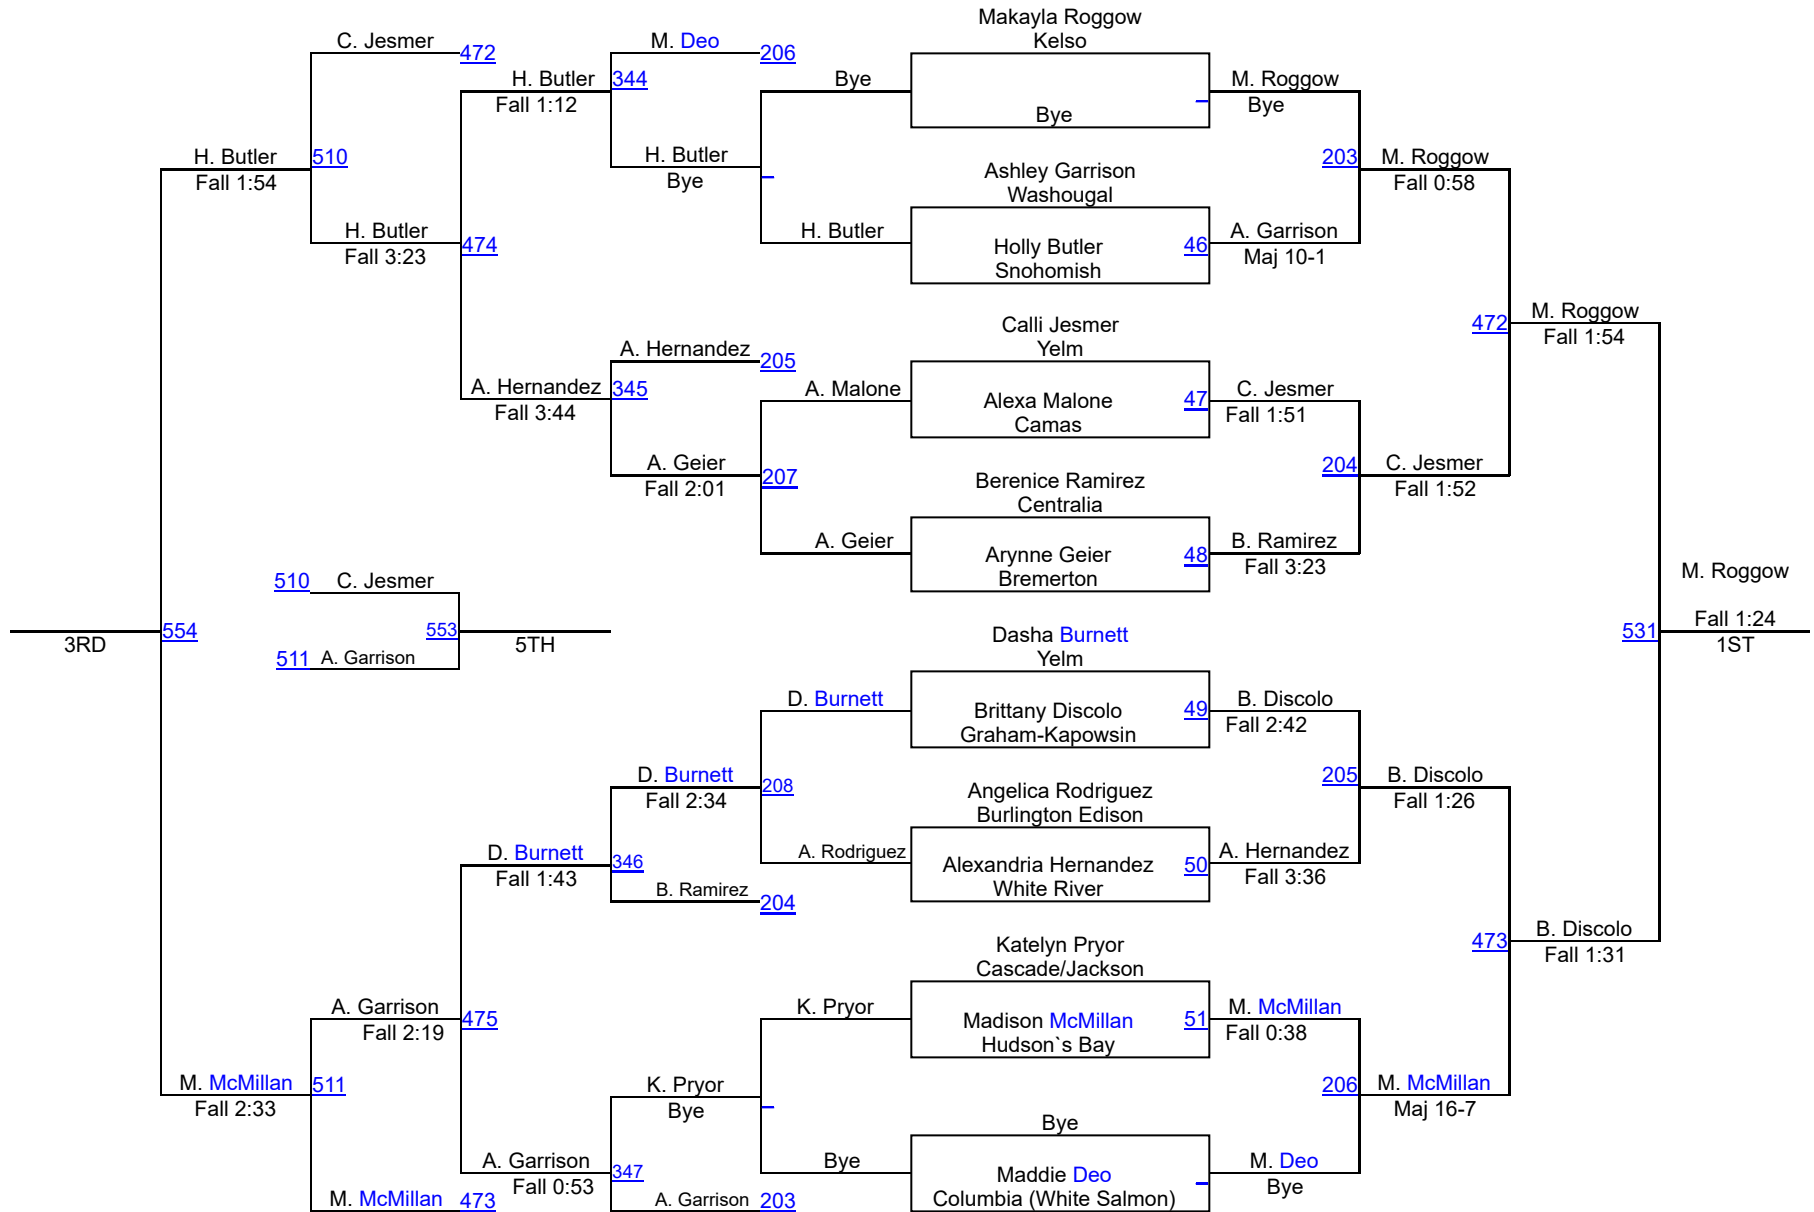 Makayla Roggow
Kelso
C. Jesmer
472
M. Deo
206
H. Butler
344
Fall 1:12
Bye
Bye
M. Roggow
Bye
H. Butler
Bye
H. Butler
510
Fall 1:54
203
M. Roggow
Fall 0:58
Ashley Garrison
Washougal
H. Butler
Fall 3:23
474
H. Butler
Holly Butler
Snohomish
46
A. Garrison
Maj 10-1
Calli Jesmer
Yelm
472
M. Roggow
Fall 1:54
A. Hernandez
205
A. Hernandez
345
Fall 3:44
A. Malone
Alexa Malone
Camas
47
C. Jesmer
Fall 1:51
A. Geier
Fall 2:01
207
204
C. Jesmer
Fall 1:52
Berenice Ramirez
Centralia
A. Geier
Arynne Geier
Bremerton
48
B. Ramirez
Fall 3:23
510
C. Jesmer
M. Roggow
3RD
554
553
5TH
531
Fall 1:24
1ST
511
A. Garrison
Dasha Burnett
Yelm
D. Burnett
Brittany Discolo
Graham-Kapowsin
49
B. Discolo
Fall 2:42
D. Burnett
Fall 2:34
208
205
B. Discolo
Fall 1:26
Angelica Rodriguez
Burlington Edison
D. Burnett
Fall 1:43
346
A. Rodriguez
Alexandria Hernandez
White River
50
A. Hernandez
Fall 3:36
B. Ramirez
204
Katelyn Pryor
Cascade/Jackson
473
B. Discolo
Fall 1:31
A. Garrison
Fall 2:19
475
K. Pryor
Madison McMillan
Hudson`s Bay
51
M. McMillan
Fall 0:38
M. McMillan
511
Fall 2:33
K. Pryor
Bye
206
M. McMillan
Maj 16-7
Bye
A. Garrison
Fall 0:53
347
Bye
Maddie Deo
Columbia (White Salmon)
M. Deo
Bye
M. McMillan
473
A. Garrison
203